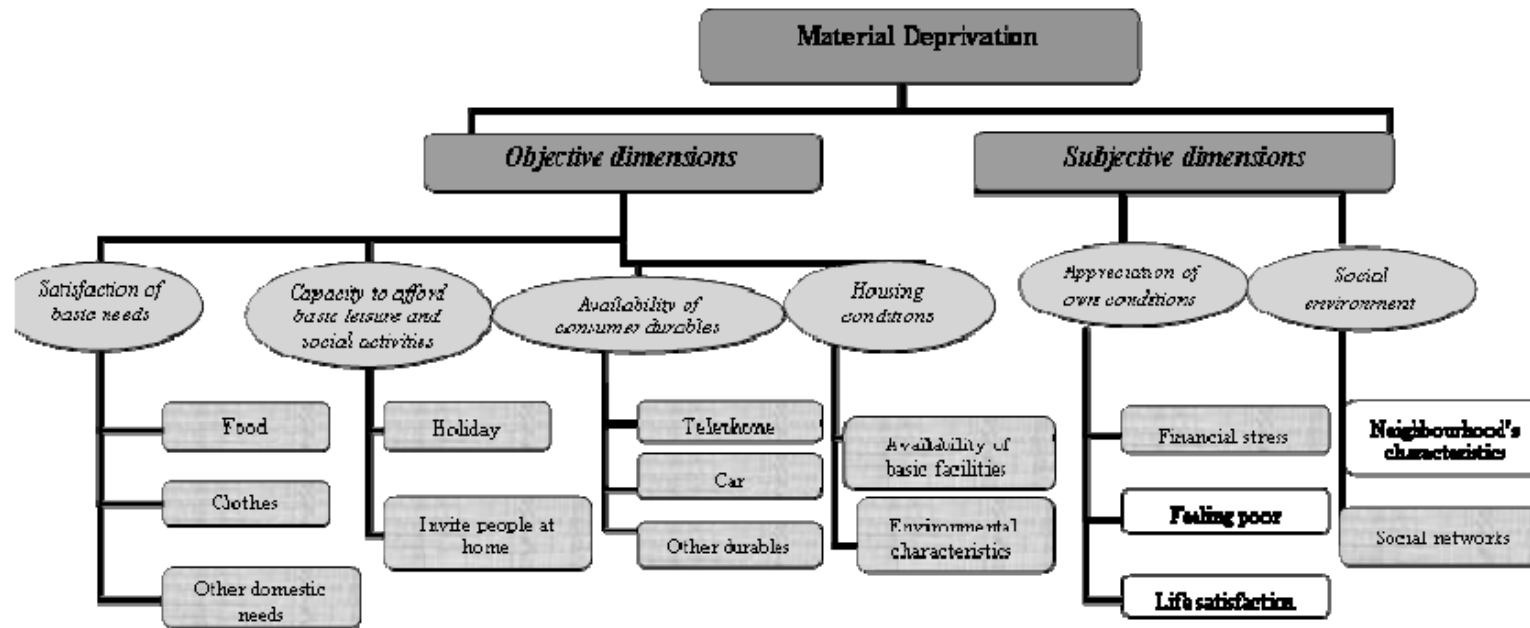 Material Deprivation
Objective dimensions
Subjective dimensions
Satisfaction of
basic needs
Capacity to afford
basic leisure and
social activities
Availability of
consumer durables
Housing
conditions
Appreciation of
own conditions
Social
environment
Food
Clothes
Other domestic
needs
Holiday
Invite people at
home
Telephone
Car
Other durables
Availability of
basic facilities
Environmental
characteristics
Financial stress
Feeling poor
Life satisfaction
Neighbourhood's
characteristics
Social networks